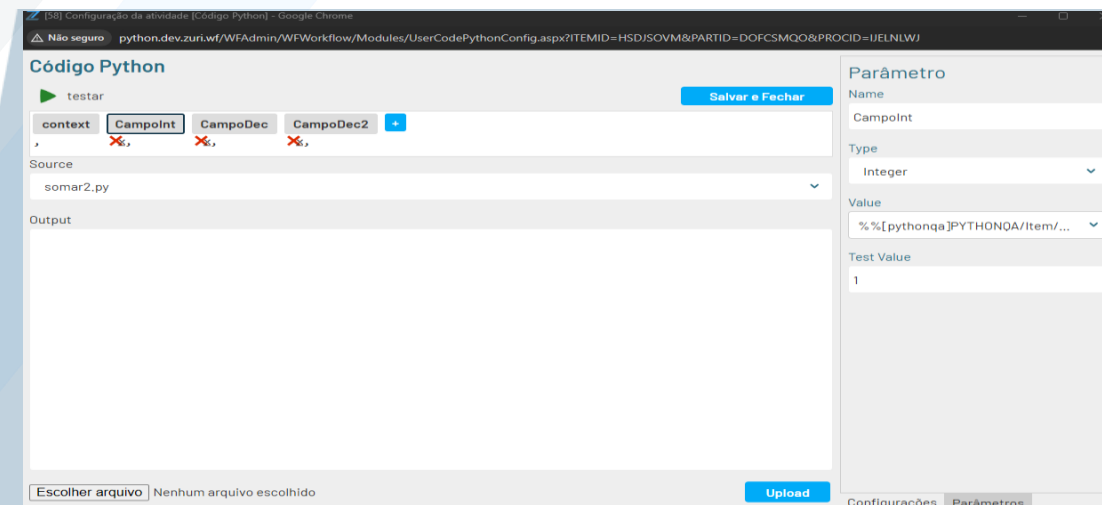 [58] Configuração da atividade [Código Python] - Google Chrome
Não seguro python.dev.zuri.wf/WFAdmin/WFWorkflow/Modules/UserCodePythonConfig.aspx?ITEMID=HSDJSOVM&PARTID=DOFCSMQO&PROCID=IJELNLWJ
Código Python
testar
Salvar e Fechar
context CampoInt CampoDec CampoDec2 +
Source
somar2.py
Output
Escolher arquivo Nenhum arquivo escolhido
Upload
Parâmetro
Name
CampoInt
Type
Integer
Value
%%[pythonqa]PYTHONQA/Item/...
Test Value
1
Configurações Parâmetros